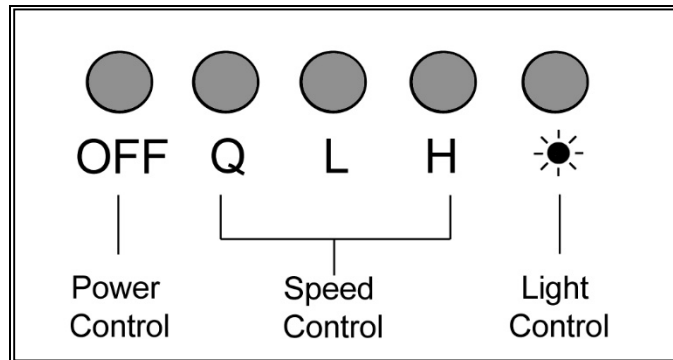 OFF Q L H
Power Control
Speed Control
Light Control